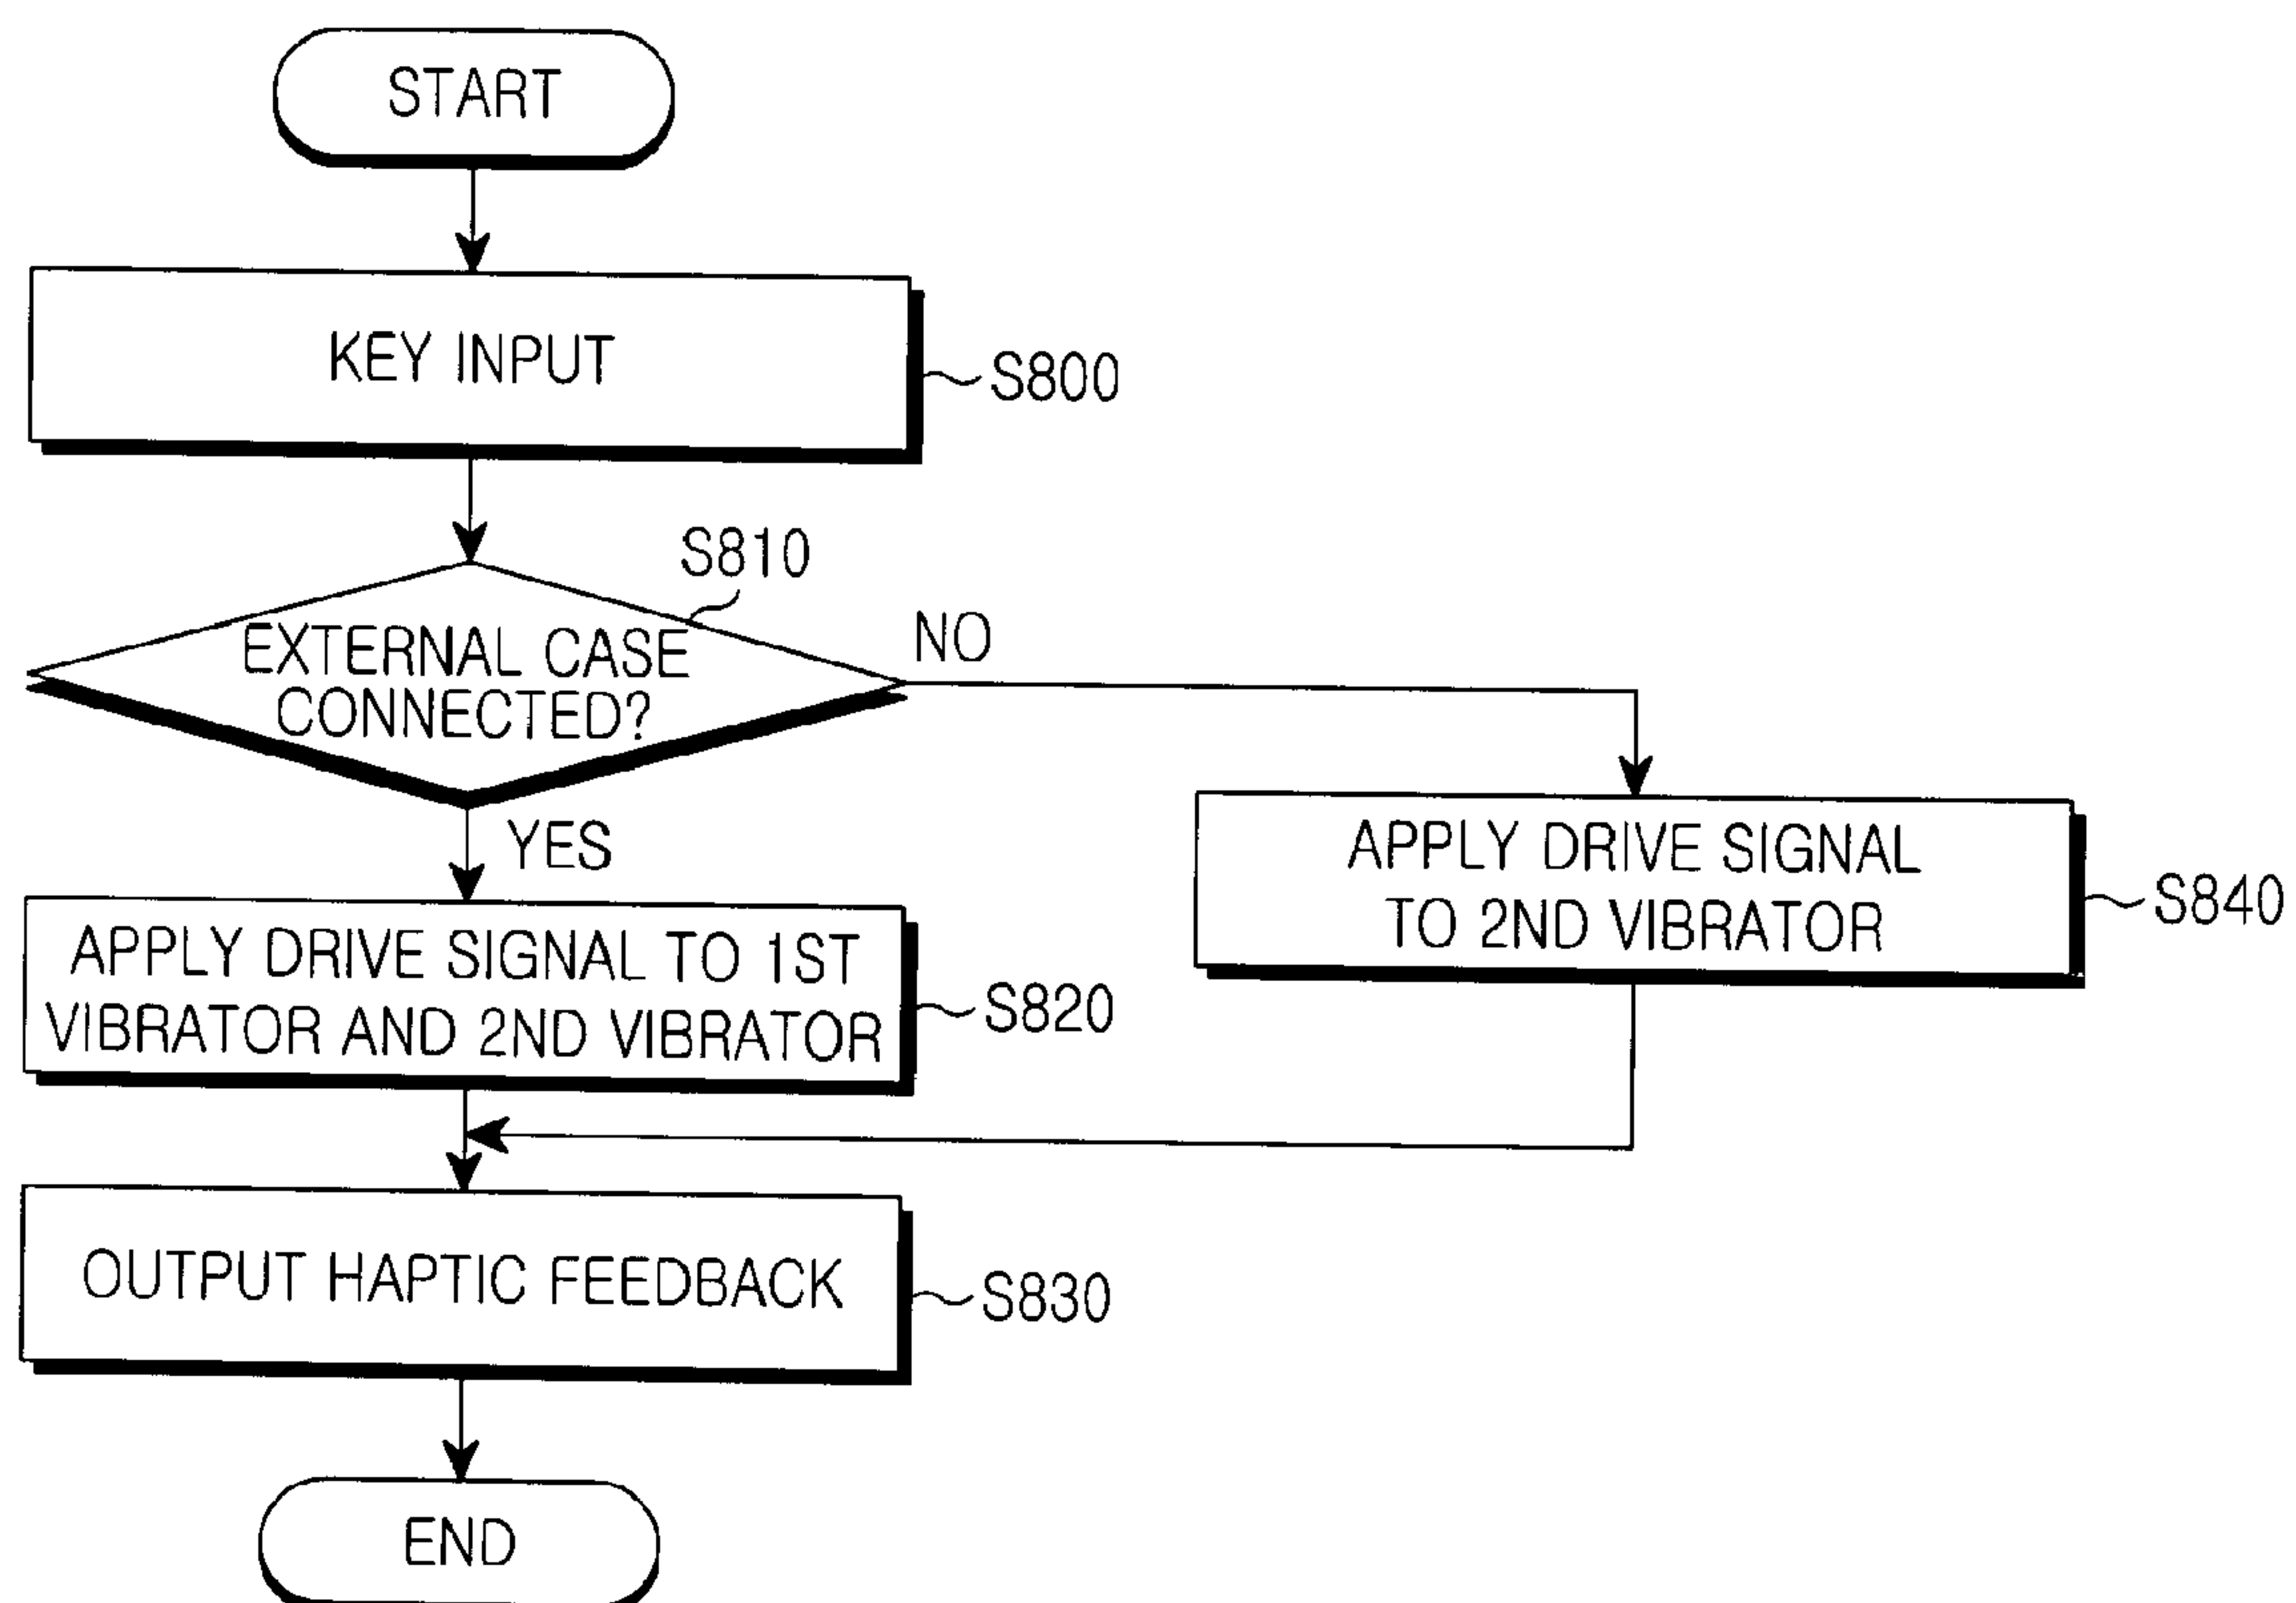 START
KEY INPUT
S800
S810
EXTERNAL CASE
CONNECTED?
NO
YES
APPLY DRIVE SIGNAL
TO 2ND VIBRATOR
S840
APPLY DRIVE SIGNAL TO 1ST
VIBRATOR AND 2ND VIBRATOR
S820
OUTPUT HAPTIC FEEDBACK
S830
END